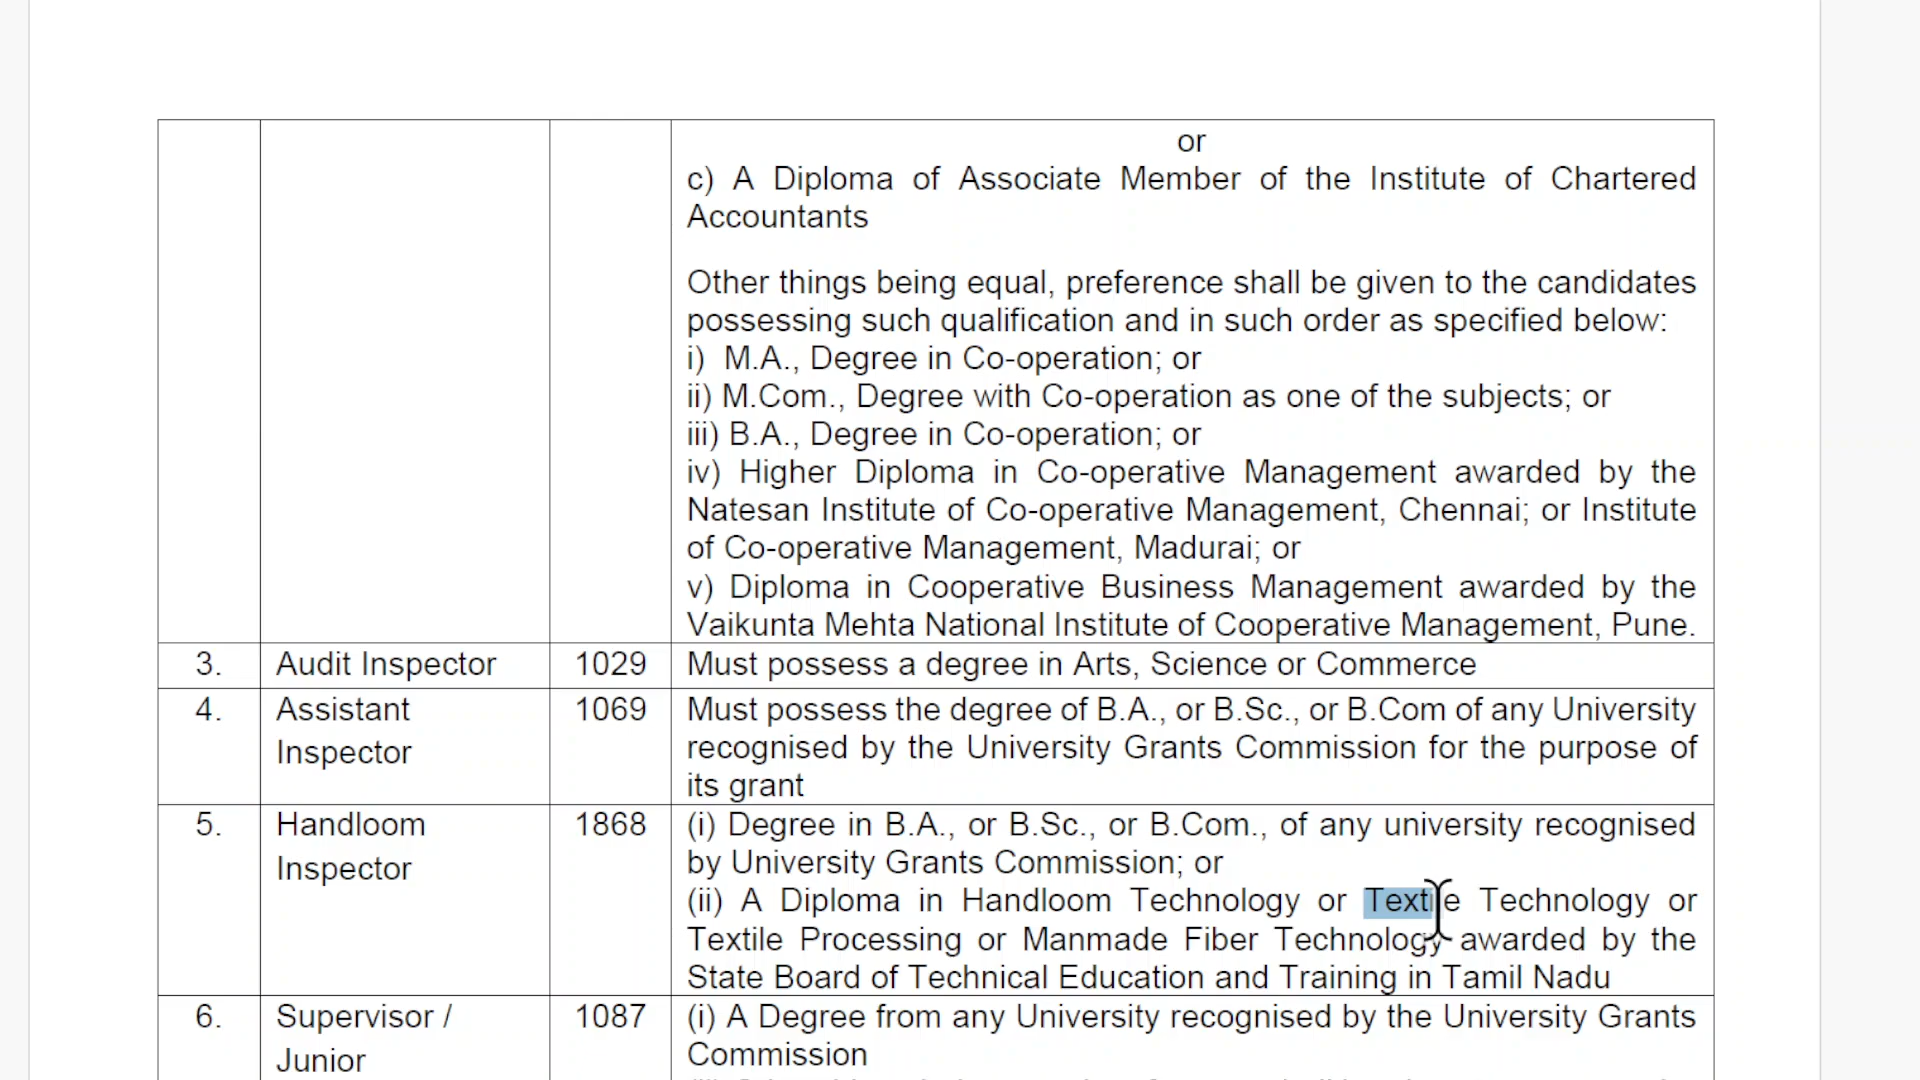 or
c) A Diploma of Associate Member of the Institute of Chartered
Accountants
Other things being equal, preference shall be given to the candidates
possessing such qualification and in such order as specified below:
i) M.A., Degree in Co-operation; or
ii) M.Com., Degree with Co-operation as one of the subjects; or
iii) B.A., Degree in Co-operation; or
iv) Higher Diploma in Co-operative Management awarded by the
Natesan Institute of Co-operative Management, Chennai; or Institute
of Co-operative Management, Madurai; or
v) Diploma in Cooperative Business Management awarded by the
Vaikunta Mehta National Institute of Cooperative Management, Pune.
3. Audit Inspector 1029 Must possess a degree in Arts, Science or Commerce
4. Assistant 1069 Must possess the degree of B.A., or B.Sc., or B.Com of any University
Inspector recognised by the University Grants Commission for the purpose of
its grant
5. Handloom 1868 (i) Degree in B.A., or B.Sc., or B.Com., of any university recognised
Inspector by University Grants Commission; or
(ii) A Diploma in Handloom Technology or Textile Technology or
Textile Processing or Manmade Fiber Technology awarded by the
State Board of Technical Education and Training in Tamil Nadu
6. Supervisor / 1087 (i) A Degree from any University recognised by the University Grants
Junior Commission